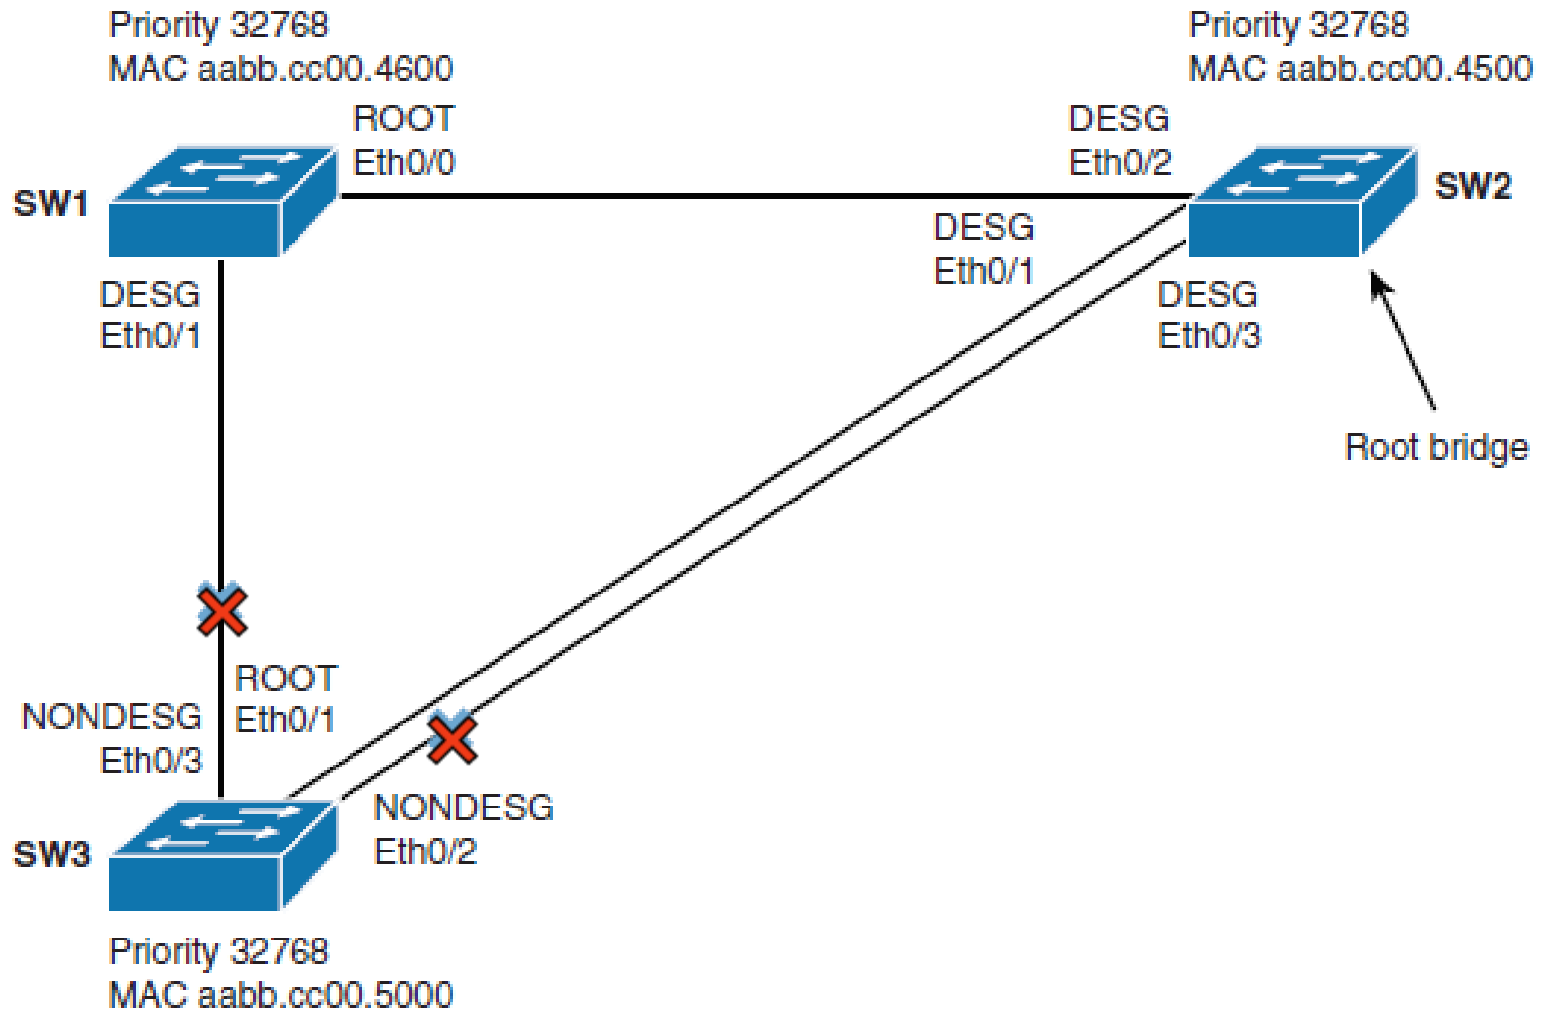 Priority 32768
MAC aabb.cc00.4600
Priority 32768
MAC aabb.cc00.4500
ROOT
Eth0/0
DESG
Eth0/2
SW1
SW2
DESG
Eth0/1
DESG
Eth0/1
DESG
Eth0/3
Root bridge
ROOT
Eth0/1
NONDESG
Eth0/3
NONDESG
Eth0/2
SW3
Priority 32768
MAC aabb.cc00.5000